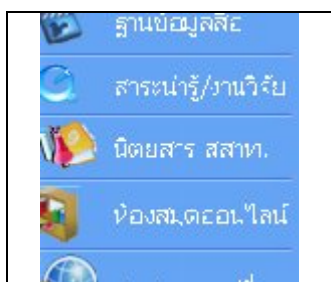 ฐานข้อมูลสื่อ
สาระน่ารู้/งานวิจัย
นิตยสาร สสวท.
ห้องสมุดออนไลน์